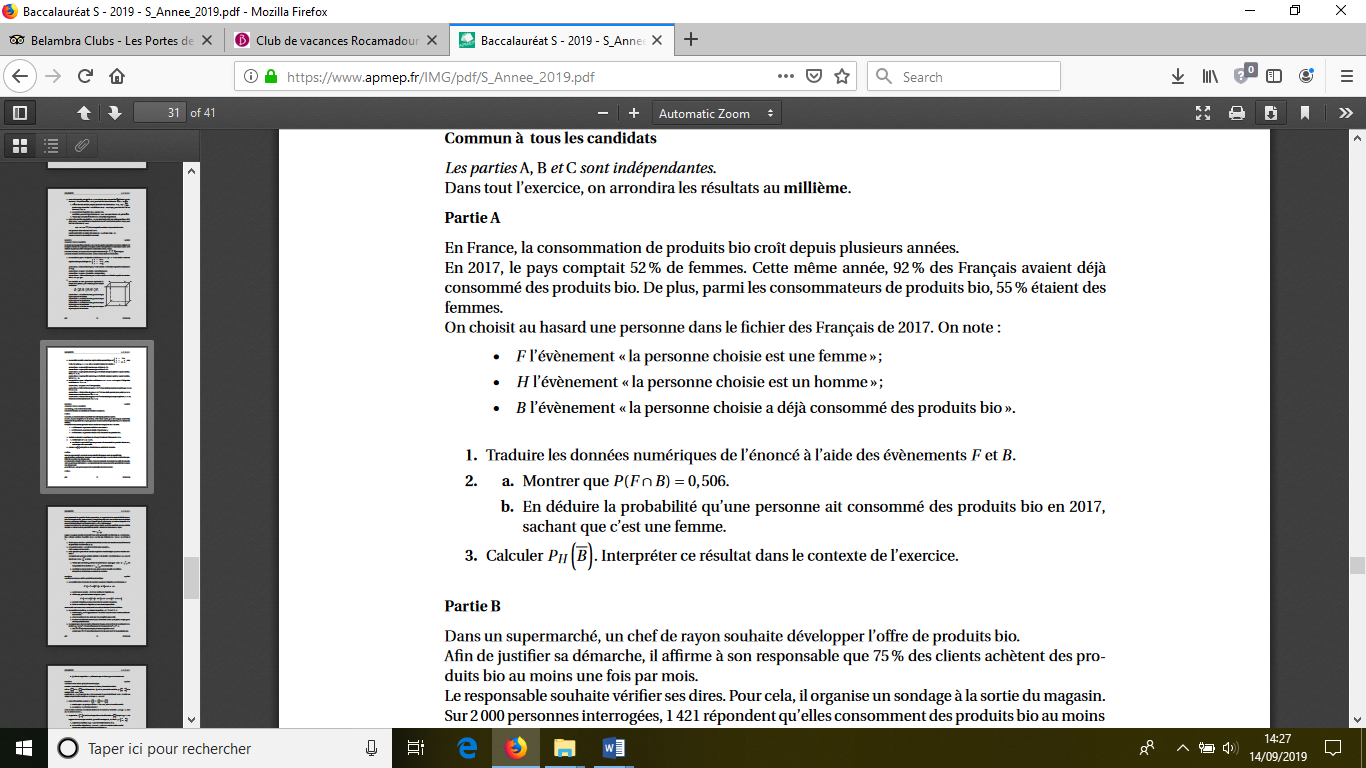 Baccalauréat S - 2019 - S_Annee_2019.pdf - Mozilla Firefox
Belambra Clubs - Les Portes de
Club de vacances Rocamadour
Baccalauréat S - 2019 - S_Anne
https://www.apmep.fr/IMG/pdf/S_Annee_2019.pdf
Search
0
31 of 41
Automatic Zoom
Commun à tous les candidats
Les parties A, B et C sont indépendantes.
Dans tout l'exercice, on arrondira les résultats au millième.
Partie A
En France, la consommation de produits bio croît depuis plusieurs années.
En 2017, le pays comptait 52 % de femmes. Cette même année, 92 % des Français avaient déjà
consommé des produits bio. De plus, parmi les consommateurs de produits bio, 55 % étaient des
femmes.
On choisit au hasard une personne dans le fichier des Français de 2017. On note :
• F l'évènement « la personne choisie est une femme » ;
• H l'évènement « la personne choisie est un homme » ;
• B l'évènement « la personne choisie a déjà consommé des produits bio ».
1. Traduire les données numériques de l'énoncé à l'aide des évènements F et B.
2. a. Montrer que P(F ∩ B) = 0,506.
b. En déduire la probabilité qu'une personne ait consommé des produits bio en 2017,
sachant que c'est une femme.
3. Calculer P_H(B̅). Interpréter ce résultat dans le contexte de l'exercice.
Partie B
Dans un supermarché, un chef de rayon souhaite développer l'offre de produits bio.
Afin de justifier sa démarche, il affirme à son responsable que 75 % des clients achètent des pro-
duits bio au moins une fois par mois.
Le responsable souhaite vérifier ses dires. Pour cela, il organise un sondage à la sortie du magasin.
Sur 2 000 personnes interrogées, 1 421 répondent qu'elles consomment des produits bio au moins
Taper ici pour rechercher
14:27
14/09/2019